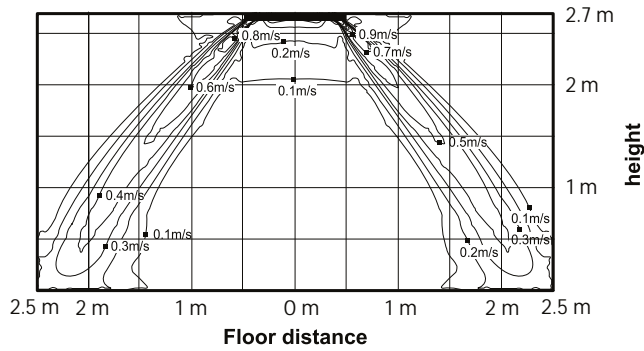 2.7 m
0.8m/s
0.9m/s
0.2m/s
0.7m/s
0.6m/s
0.1m/s
2 m
0.5m/s
height
0.4m/s
1 m
0.1m/s
0.3m/s
0.1m/s
0.3m/s
0.2m/s
2.5 m 2 m 1 m 0 m 1 m 2 m 2.5 m
Floor distance